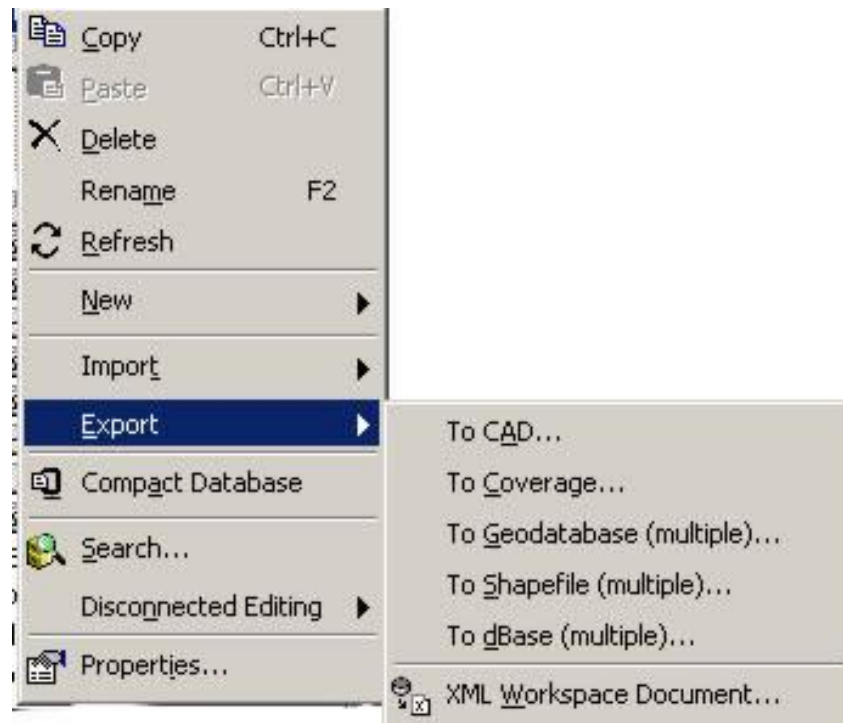 Copy Ctrl+C
Paste Ctrl+V
Delete
Rename F2
Refresh
New
Import
Export
Compact Database
Search...
Disconnected Editing
Properties...
To CAD...
To Coverage...
To Geodatabase (multiple)...
To Shapefile (multiple)...
To dBase (multiple)...
XML Workspace Document...